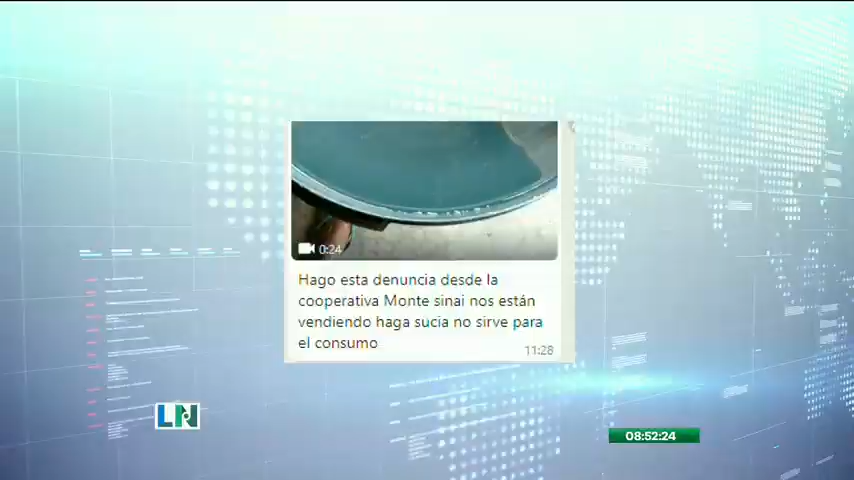 0:24
Hago esta denuncia desde la
cooperativa Monte sinai nos están
vendiendo haga sucia no sirve para
el consumo
11:28
LN
08:52:24